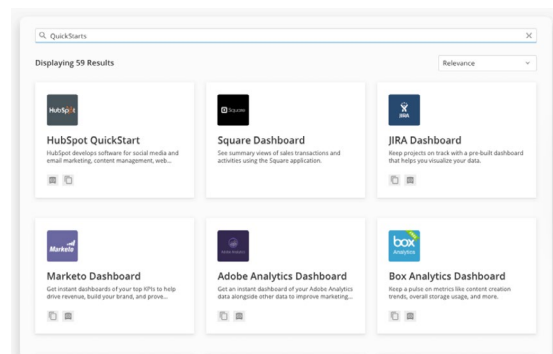 QuickStarts
Displaying 59 Results
Relevance
HubSpot
HubSpot QuickStart
HubSpot develops software for social media and
email marketing, content management, web...
Square
Square Dashboard
See summary views of sales transactions and
activities using the Square application.
JIRA
JIRA Dashboard
Keep projects on track with a pre-built dashboard
that helps you visualize your data.
Marketo
Marketo Dashboard
Get instant dashboards of your top KPIs to help
drive revenue, build your brand, and prove...
Adobe Analytics Dashboard
Get an instant dashboard of your Adobe Analytics
data alongside other data to improve marketing...
box
Analytics
Box Analytics Dashboard
Keep a pulse on metrics like content creation
trends, overall storage usage, and more.